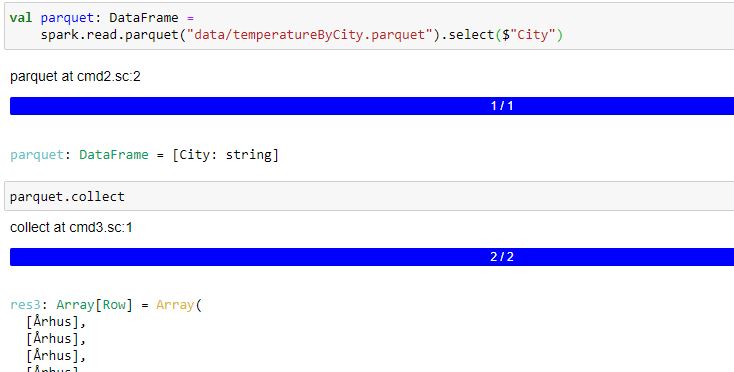 val parquet: DataFrame =
    spark.read.parquet("data/temperatureByCity.parquet").select($"City")
parquet at cmd2.sc:2
1 / 1
parquet: DataFrame = [City: string]
parquet.collect
collect at cmd3.sc:1
2 / 2
res3: Array[Row] = Array(
  [Århus],
  [Århus],
  [Århus],
  [Århus]